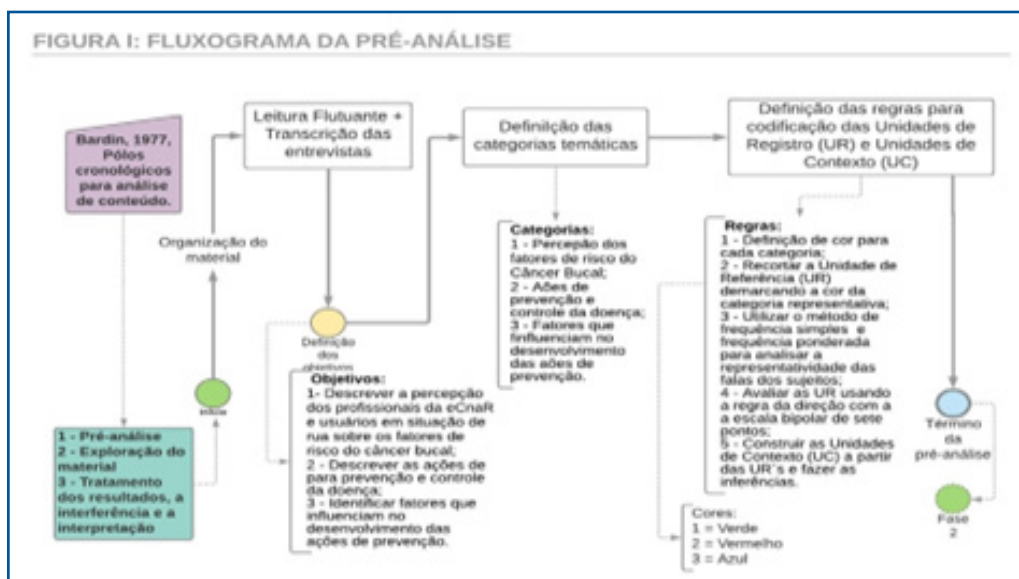 FIGURA I: FLUXOGRAMA DA PRÉ-ANÁLISE
Bardin, 1977,
Pólos
cronológicos
para análise
de conteúdo.
1 - Pré-análise
2 - Exploração do
material
3 - Tratamento
dos resultados, a
interferência e a
interpretação
Início
Organização do
material
Leitura Flutuante +
Transcrição das
entrevistas
Definição
dos
objetivos
Objetivos:
1- Descrever a percepção
dos profissionais da eCnaR
e usuários em situação de
rua sobre os fatores de
risco do câncer bucal;
2 - Descrever as ações de
para prevenção e controle
da doença;
3 - Identificar fatores que
influenciam no
desenvolvimento das
ações de prevenção.
Definilção das
categorias temáticas
Categorias:
1 - Percepão dos
fatores de risco do
Câncer Bucal;
2 - Aões de
prevenção e
controle da doença;
3 - Fatores que
finfluenciam no
desenvolvimento
das aões de
prevenção.
Definição das regras para
codificação das Unidades de
Registro (UR) e Unidades de
Contexto (UC)
Regras:
1 - Definição de cor para
cada categoria;
2 - Recortar a Unidade de
Referência (UR)
demarcando a cor da
categoria representativa;
3 - Utilizar o método de
frequência simples e
frequência ponderada
para analisar a
representatividade das
falas dos sujeitos;
4 - Avaliar as UR usando
a regra da direção com a
a escala bipolar de sete
pontos;
5 - Construir as Unidades
de Contexto (UC) a partir
das UR´s e fazer as
inferências.
Cores:
1 = Verde
2 = Vermelho
3 = Azul
Término
da
pré-análise
Fase
2